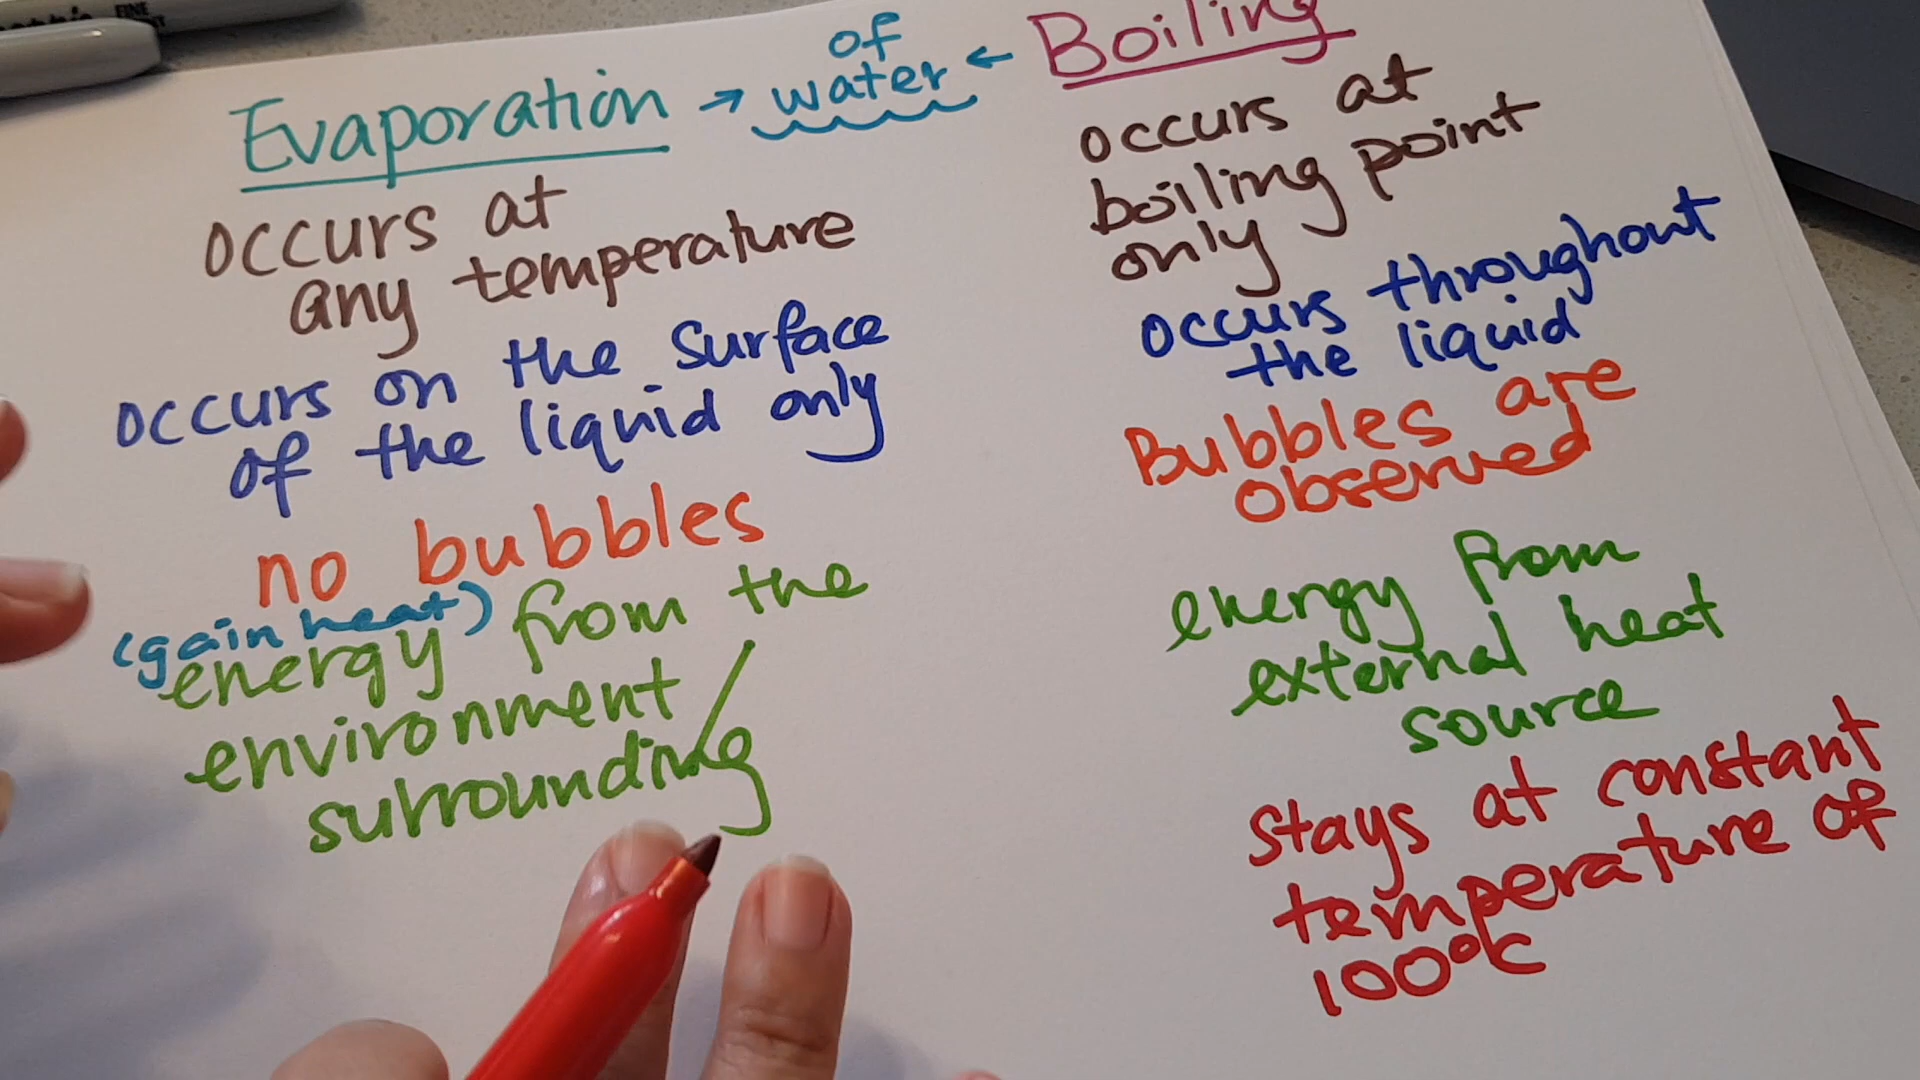 FINE
Evaporation → of water ← Boiling
occurs at
any temperature
occurs on the surface
of the liquid only
no bubbles
(gain heat)
energy from the
environment /
surrounding
occurs at
boiling point
only
occurs throughout
the liquid
Bubbles are
observed
energy from
external heat
source
stays at constant
temperature of
100°C